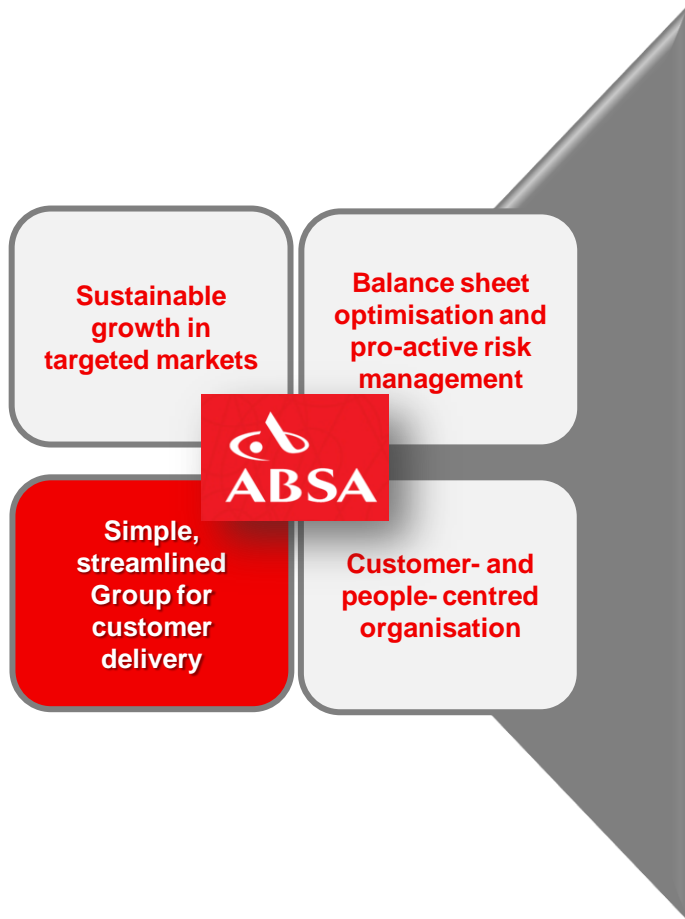 Sustainable
growth in
targeted markets
Balance sheet
optimisation and
pro-active risk
management
ABSA
Simple,
streamlined
Group for
customer
delivery
Customer- and
people- centred
organisation